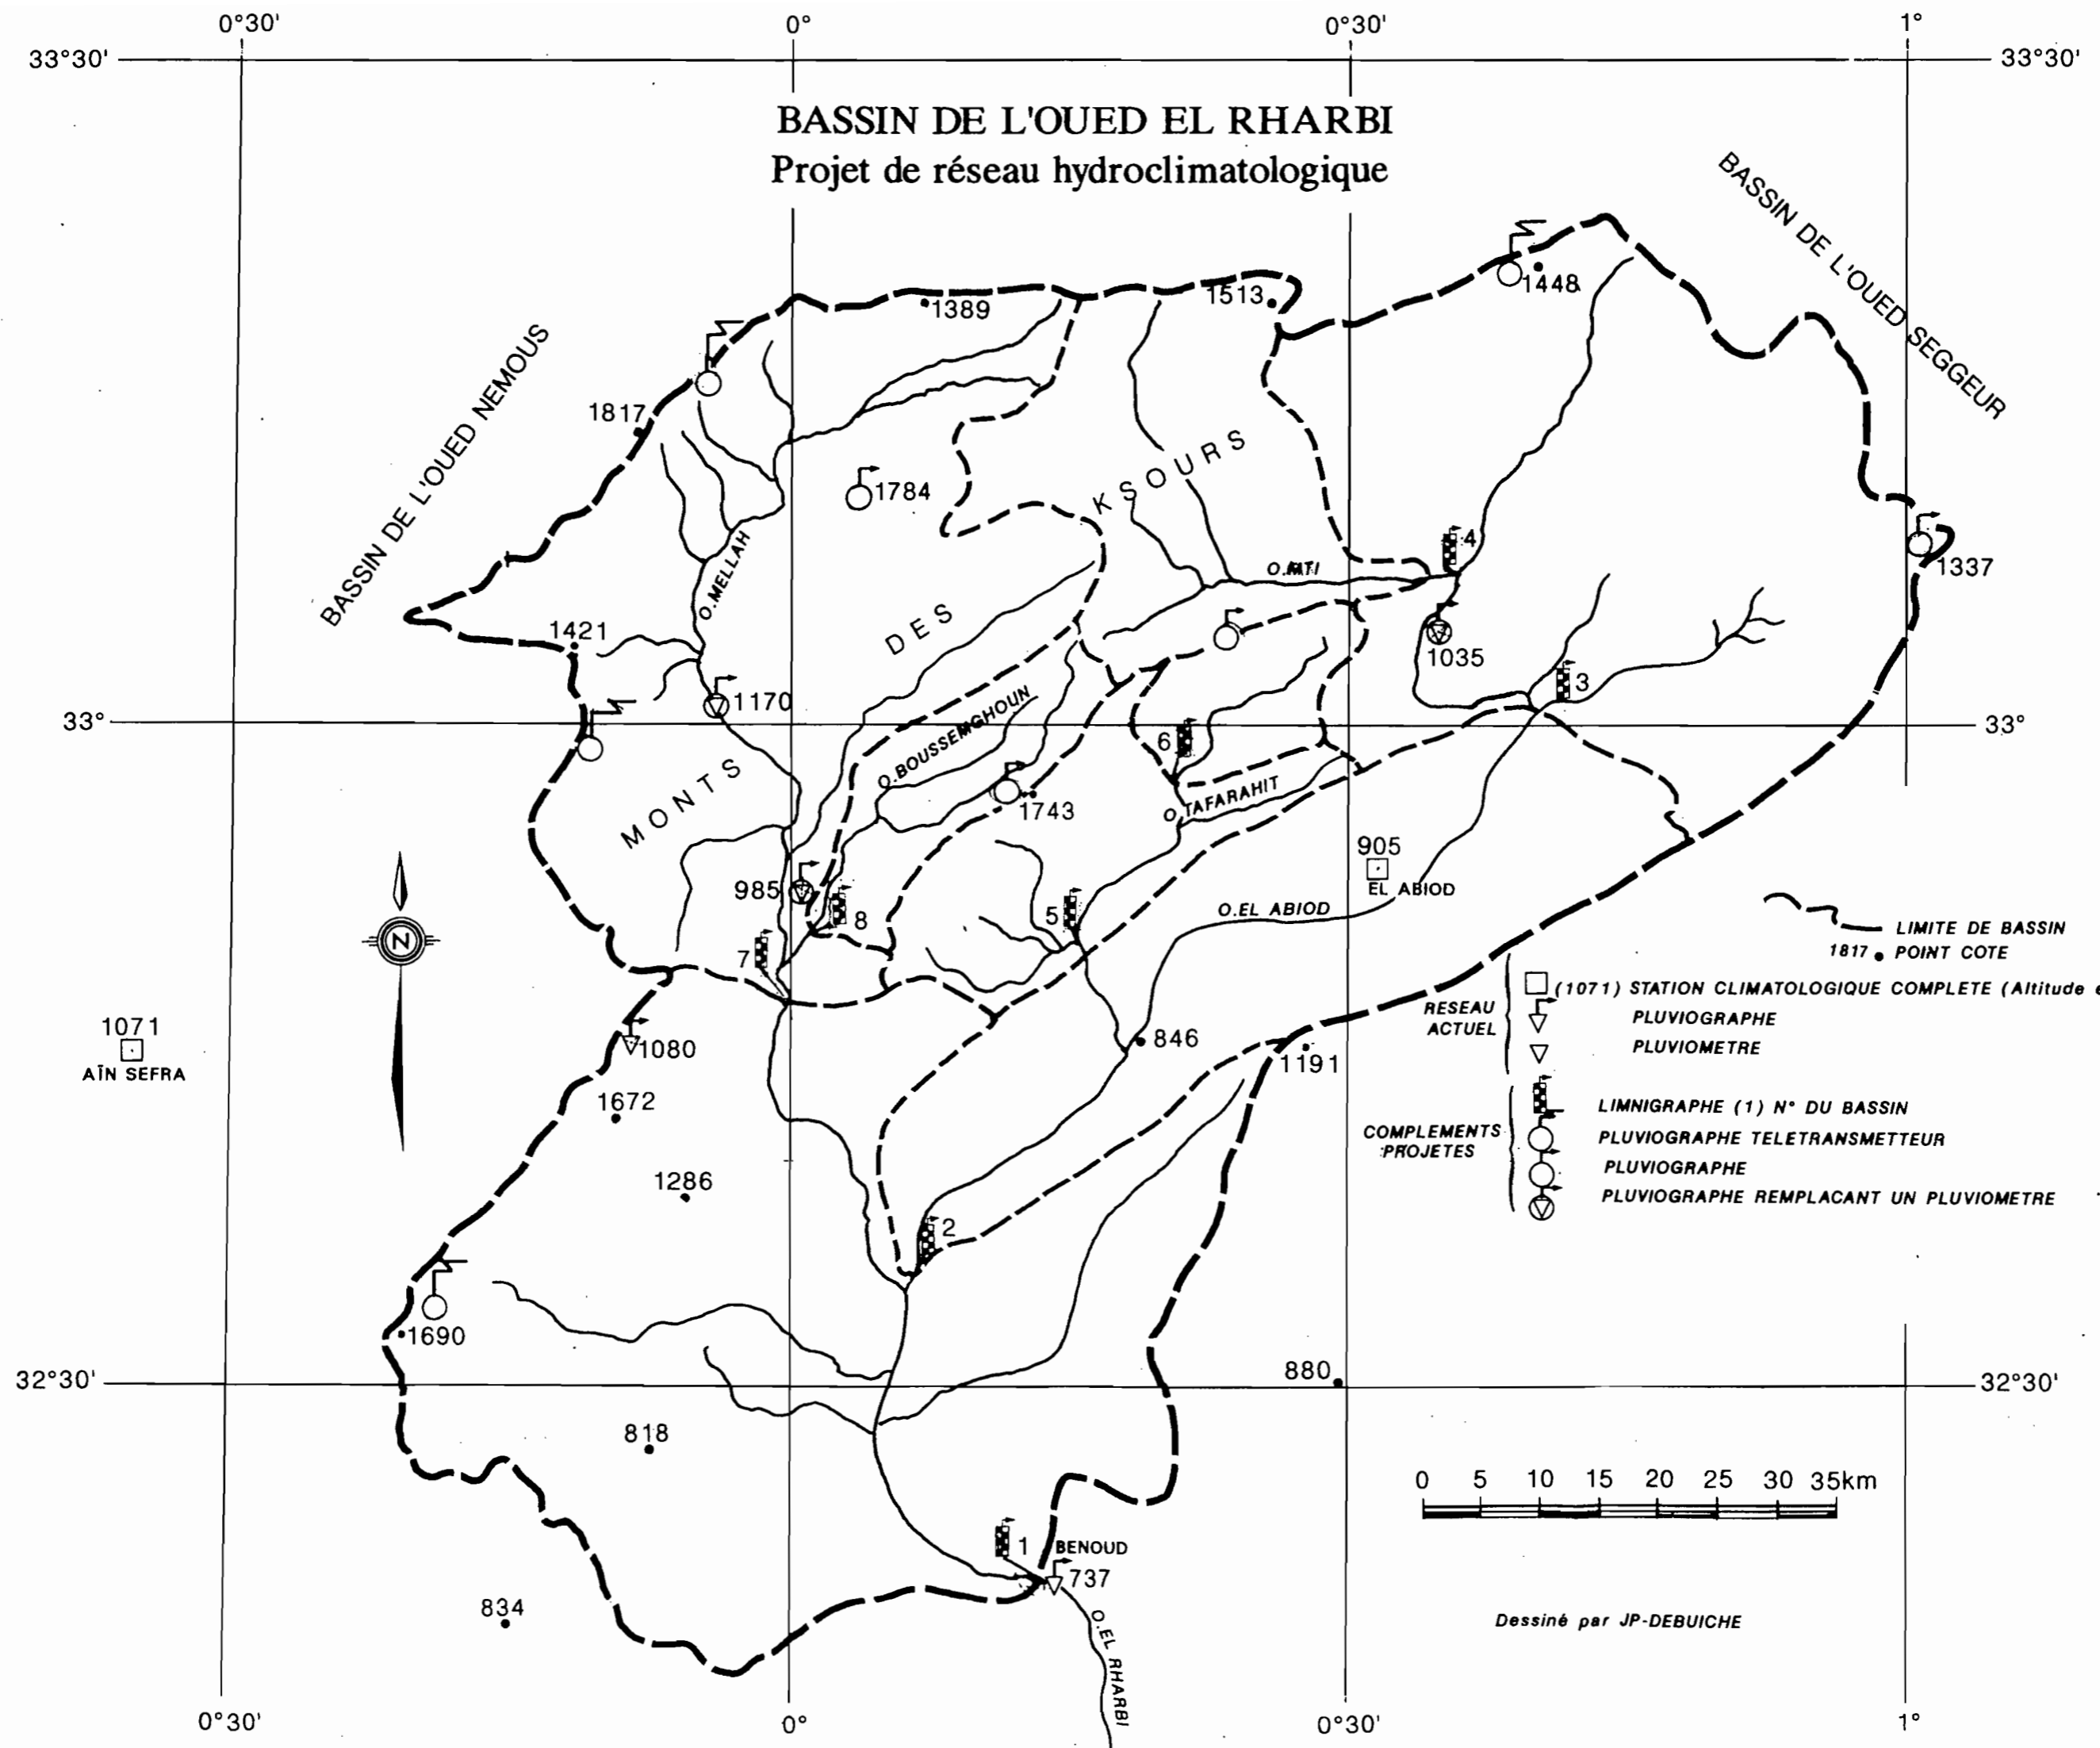 0°30' 0° 0°30' 1°
33°30' 33°30'
BASSIN DE L'OUED EL RHARBI
Projet de réseau hydroclimatologique
BASSIN DE L'OUED SEGGEUR
BASSIN DE L'OUED NEMOUS
1448
1513
1389
1817
1784
KSOURS
4
O.MELLAH
O.MTI
1337
DES
1421
1035
3
1170
33° 33°
O.BOUSSEMGHOUN
6
MONTS
O.TAFARAHIT
1743
905
EL ABIOD
985
8
5
O.EL ABIOD
7
N
LIMITE DE BASSIN
1817 POINT COTE
(1071) STATION CLIMATOLOGIQUE COMPLETE (Altitude
RESEAU
ACTUEL
PLUVIOGRAPHE
PLUVIOMETRE
1071
AÏN SEFRA
1080
846
1191
1672
LIMNIGRAPHE (1) N° DU BASSIN
COMPLEMENTS
PROJETES
PLUVIOGRAPHE TELETRANSMETTEUR
PLUVIOGRAPHE
PLUVIOGRAPHE REMPLACANT UN PLUVIOMETRE
1286
2
1690
880
32°30' 32°30'
818
0 5 10 15 20 25 30 35km
1 BENOUD
737
834
O.EL RHARBI
Dessiné par JP-DEBUICHE
0°30' 0° 0°30' 1°